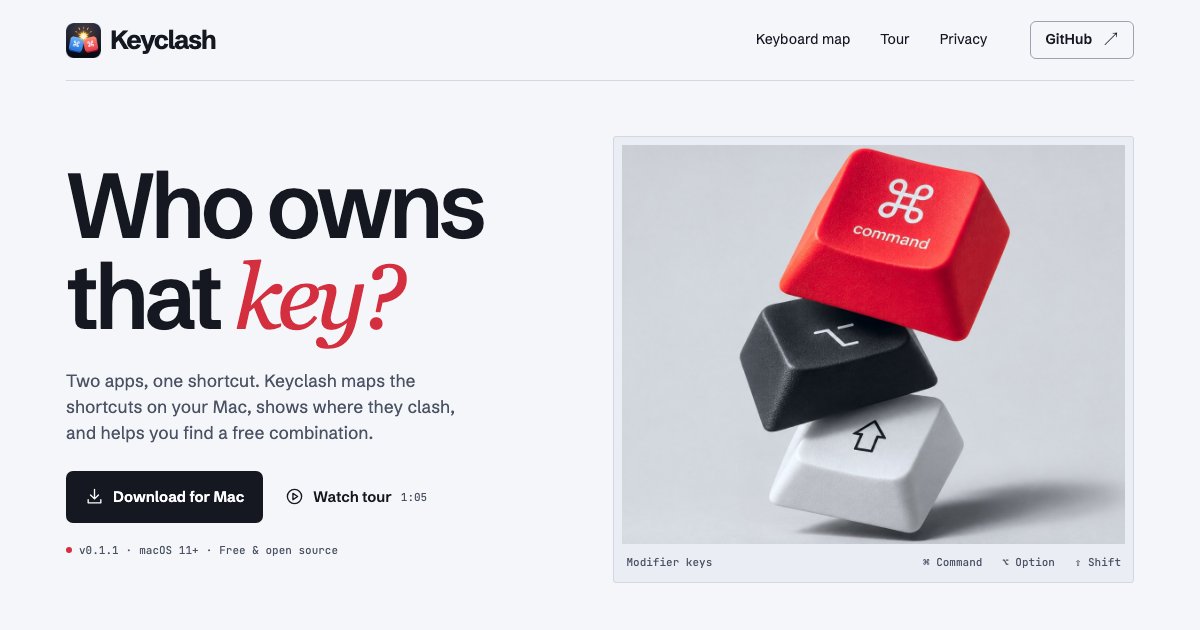 Keyclash
Keyboard map
Tour
Privacy
GitHub ↗
Who owns
that key?
Two apps, one shortcut. Keyclash maps the
shortcuts on your Mac, shows where they clash,
and helps you find a free combination.
Download for Mac
Watch tour 1:05
v0.1.1 · macOS 11+ · Free & open source
⌘
command
⌥
⇧
Modifier keys
⌘ Command
⌥ Option
⇧ Shift